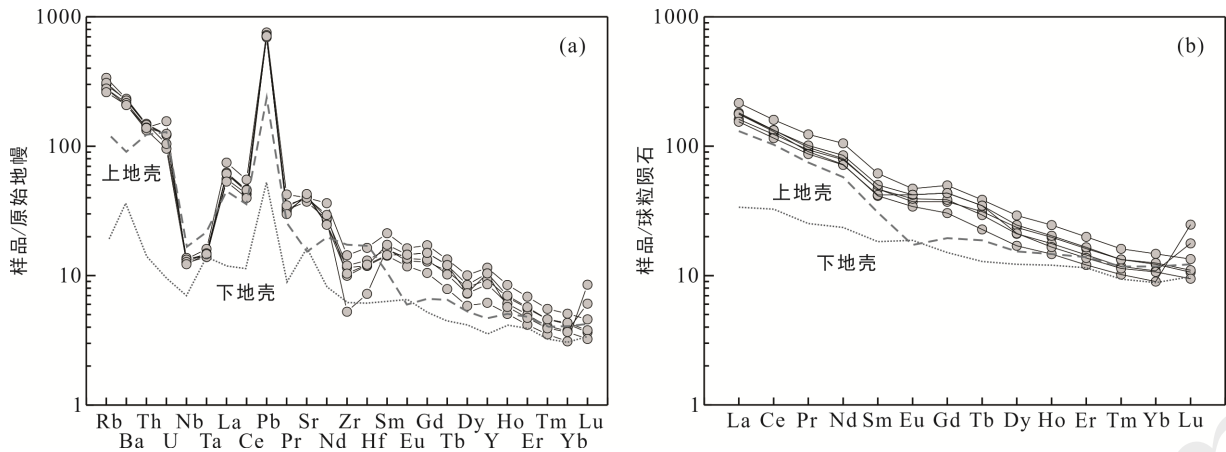 1000
100
10
1
样品/原始地幔
(a)
上地壳
下地壳
Rb Th Nb La Pb Sr Zr Sm Gd Dy Ho Tm Lu
Ba U Ta Ce Pr Nd Hf Eu Tb Y Er Yb
1000
100
10
1
样品/球粒陨石
(b)
上地壳
下地壳
La Ce Pr Nd Sm Eu Gd Tb Dy Ho Er Tm Yb Lu